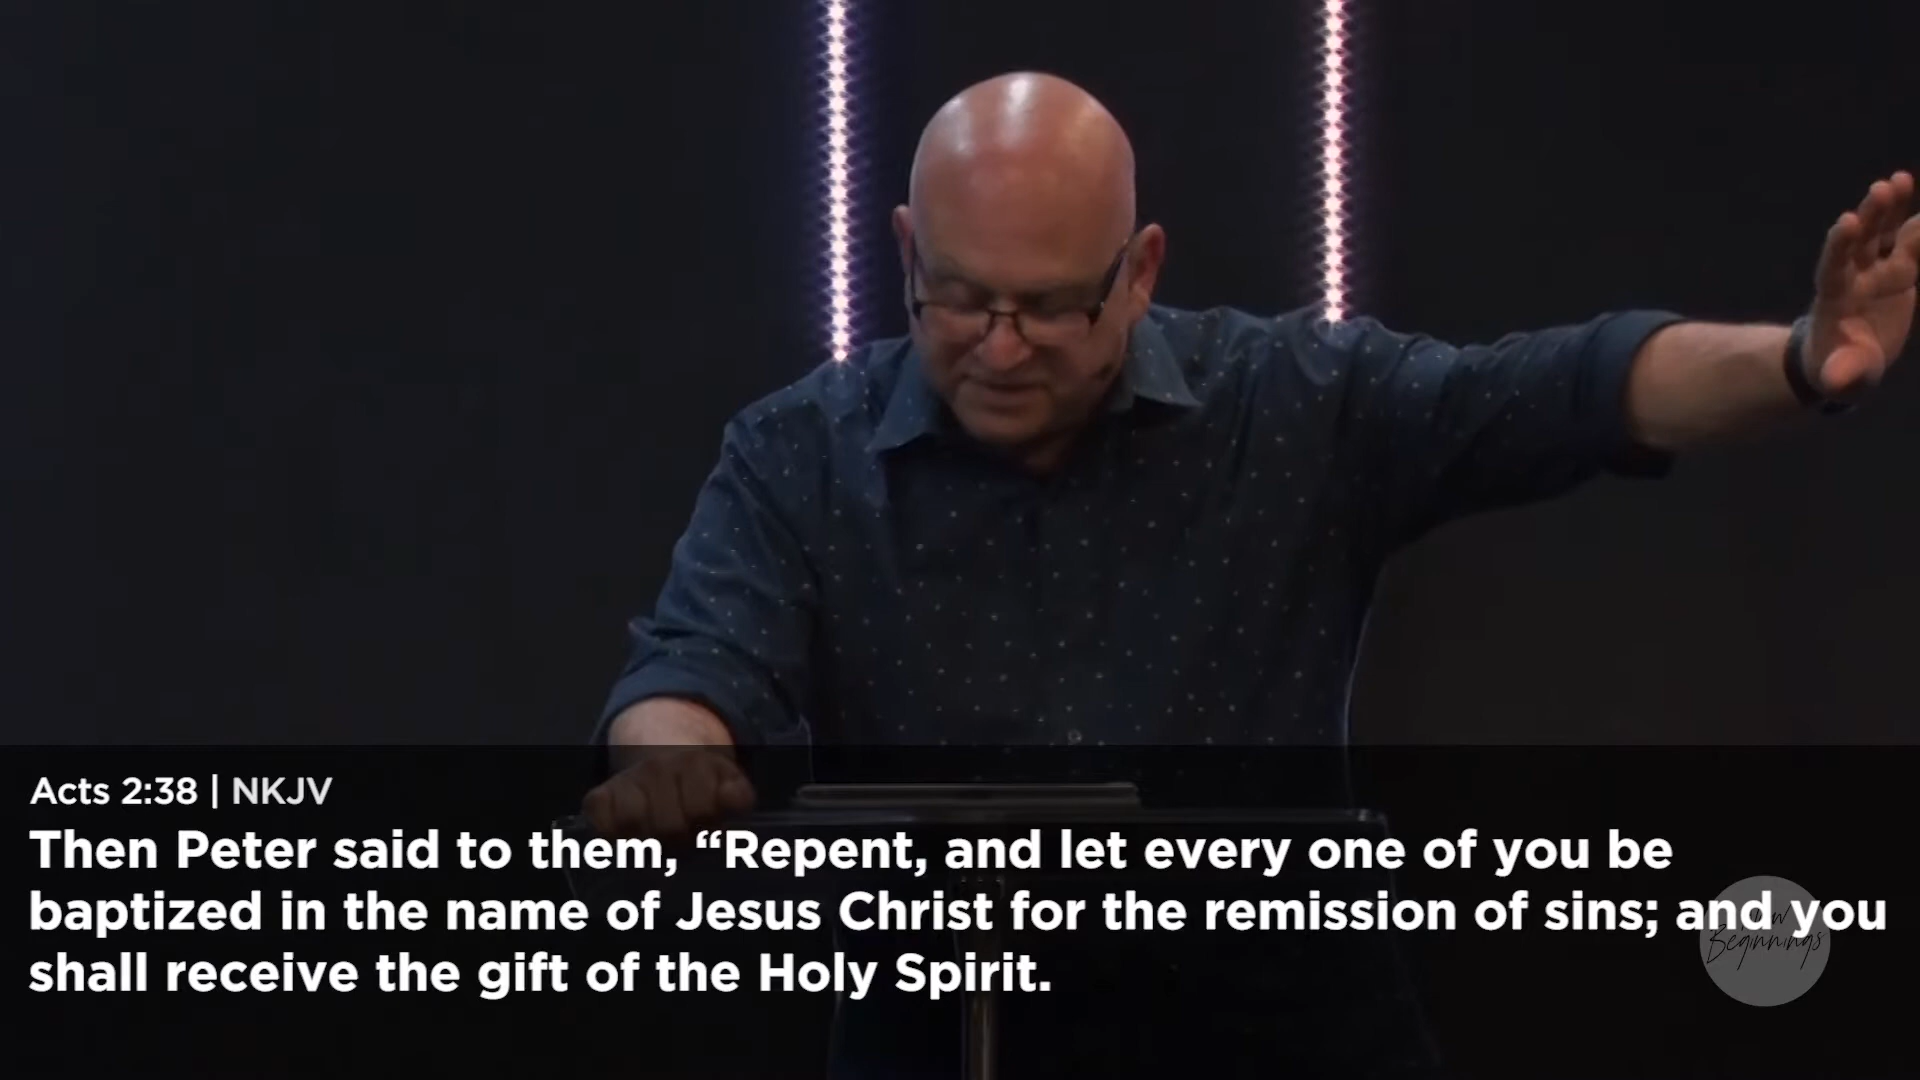 Acts 2:38 | NKJV
Then Peter said to them, “Repent, and let every one of you be
baptized in the name of Jesus Christ for the remission of sins; and you
shall receive the gift of the Holy Spirit.
New
Beginnings